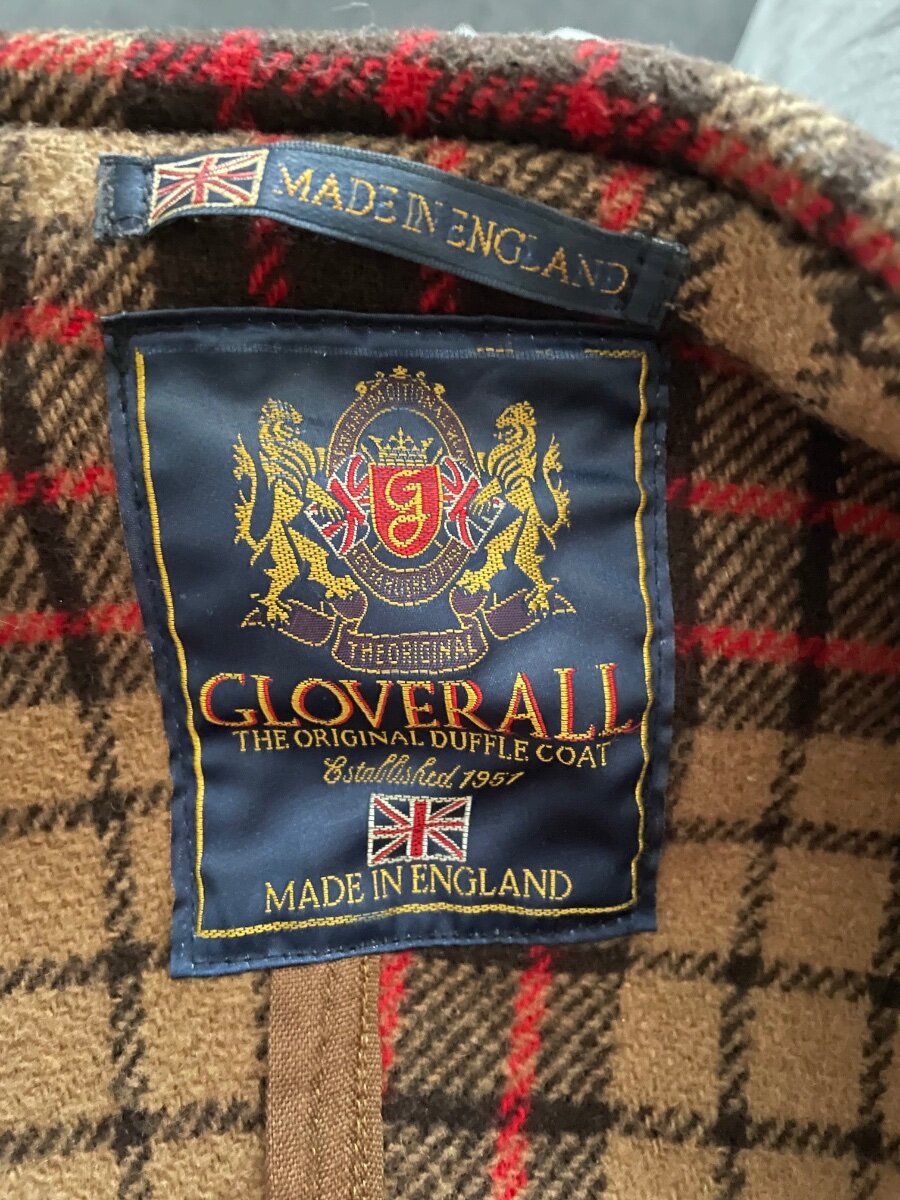 MADE IN ENGLAND
G
THE ORIGINAL
GLOVERALL
THE ORIGINAL DUFFLE COAT
Established 1951
MADE IN ENGLAND